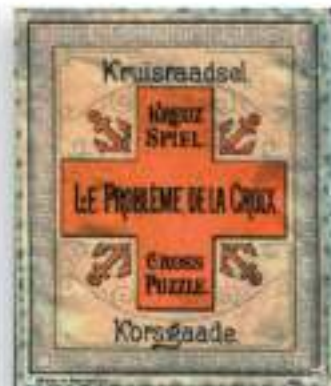 Kruisraadsel
KREUZ
SPIEL
LE PROBLÈME DE LA CROIX
CROSS
PUZZLE
Korsgaade